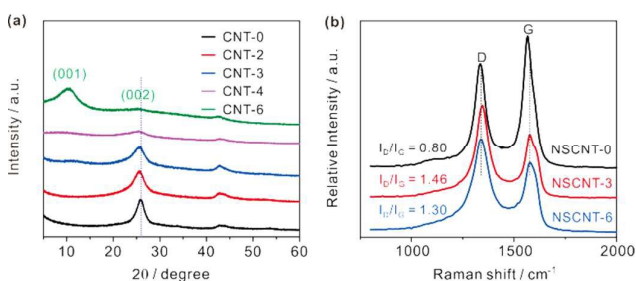 (a)
(001)
(002)
CNT-0
CNT-2
CNT-3
CNT-4
CNT-6
Intensity / a.u.
10 20 30 40 50 60
2θ / degree
(b)
D
G
I_D/I_G = 0.80
NSCNT-0
I_D/I_G = 1.46
NSCNT-3
I_D/I_G = 1.30
NSCNT-6
Relative Intensity / a.u.
1000 1500 2000
Raman shift / cm⁻¹